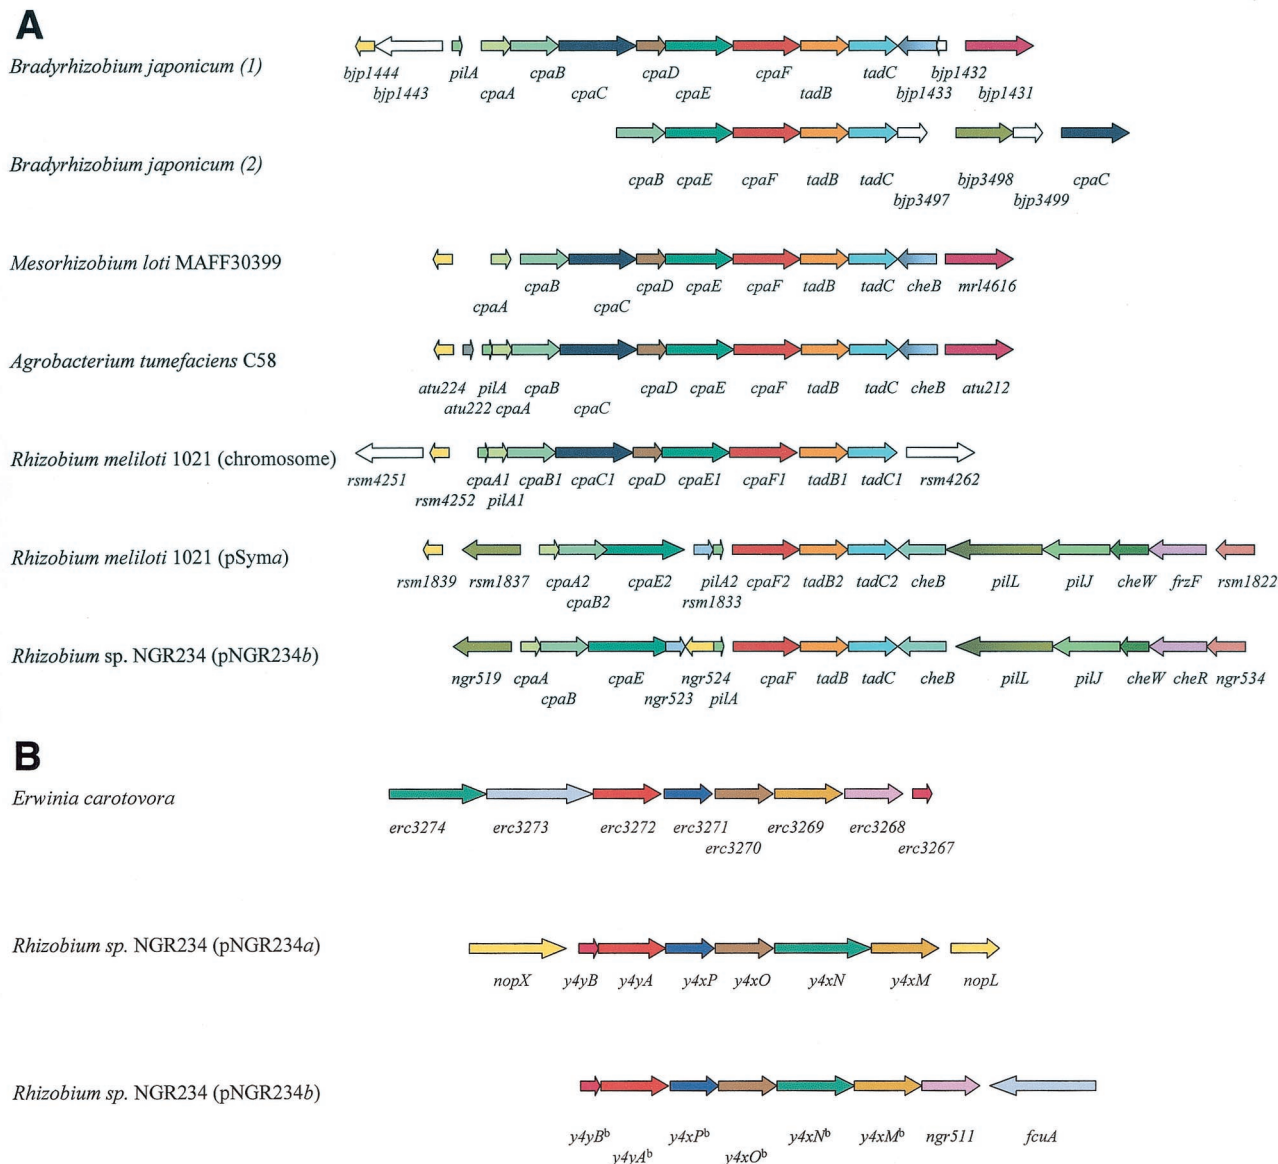 A
Bradyrhizobium japonicum (1)
bjp1444 pilA cpaB cpaD cpaF tadC bjp1432
bjp1443 cpaA cpaC cpaE tadB bjp1433 bjp1431
Bradyrhizobium japonicum (2)
cpaB cpaE cpaF tadB tadC bjp3498 cpaC
bjp3497 bjp3499
Mesorhizobium loti MAFF30399
cpaB cpaD cpaE cpaF tadB tadC cheB mrl4616
cpaA cpaC
Agrobacterium tumefaciens C58
atu224 pilA cpaB cpaD cpaE cpaF tadB tadC cheB atu212
atu222 cpaA cpaC
Rhizobium meliloti 1021 (chromosome)
rsm4251 cpaA1 cpaB1 cpaC1 cpaD cpaE1 cpaF1 tadB1 tadC1 rsm4262
rsm4252 pilA1
Rhizobium meliloti 1021 (pSyma)
rsm1839 rsm1837 cpaA2 cpaE2 pilA2 cpaF2 tadB2 tadC2 cheB pilL pilJ cheW frzF rsm1822
cpaB2 rsm1833
Rhizobium sp. NGR234 (pNGR234b)
ngr519 cpaA cpaE ngr524 cpaF tadB tadC cheB pilL pilJ cheW cheR ngr534
cpaB ngr523 pilA
B
Erwinia carotovora
erc3274 erc3273 erc3272 erc3271 erc3269 erc3268
erc3270 erc3267
Rhizobium sp. NGR234 (pNGR234a)
nopX y4yB y4yA y4xP y4xO y4xN y4xM nopL
Rhizobium sp. NGR234 (pNGR234b)
y4yBᵇ y4xPᵇ y4xNᵇ y4xMᵇ ngr511 fcuA
y4yAᵇ y4xOᵇ